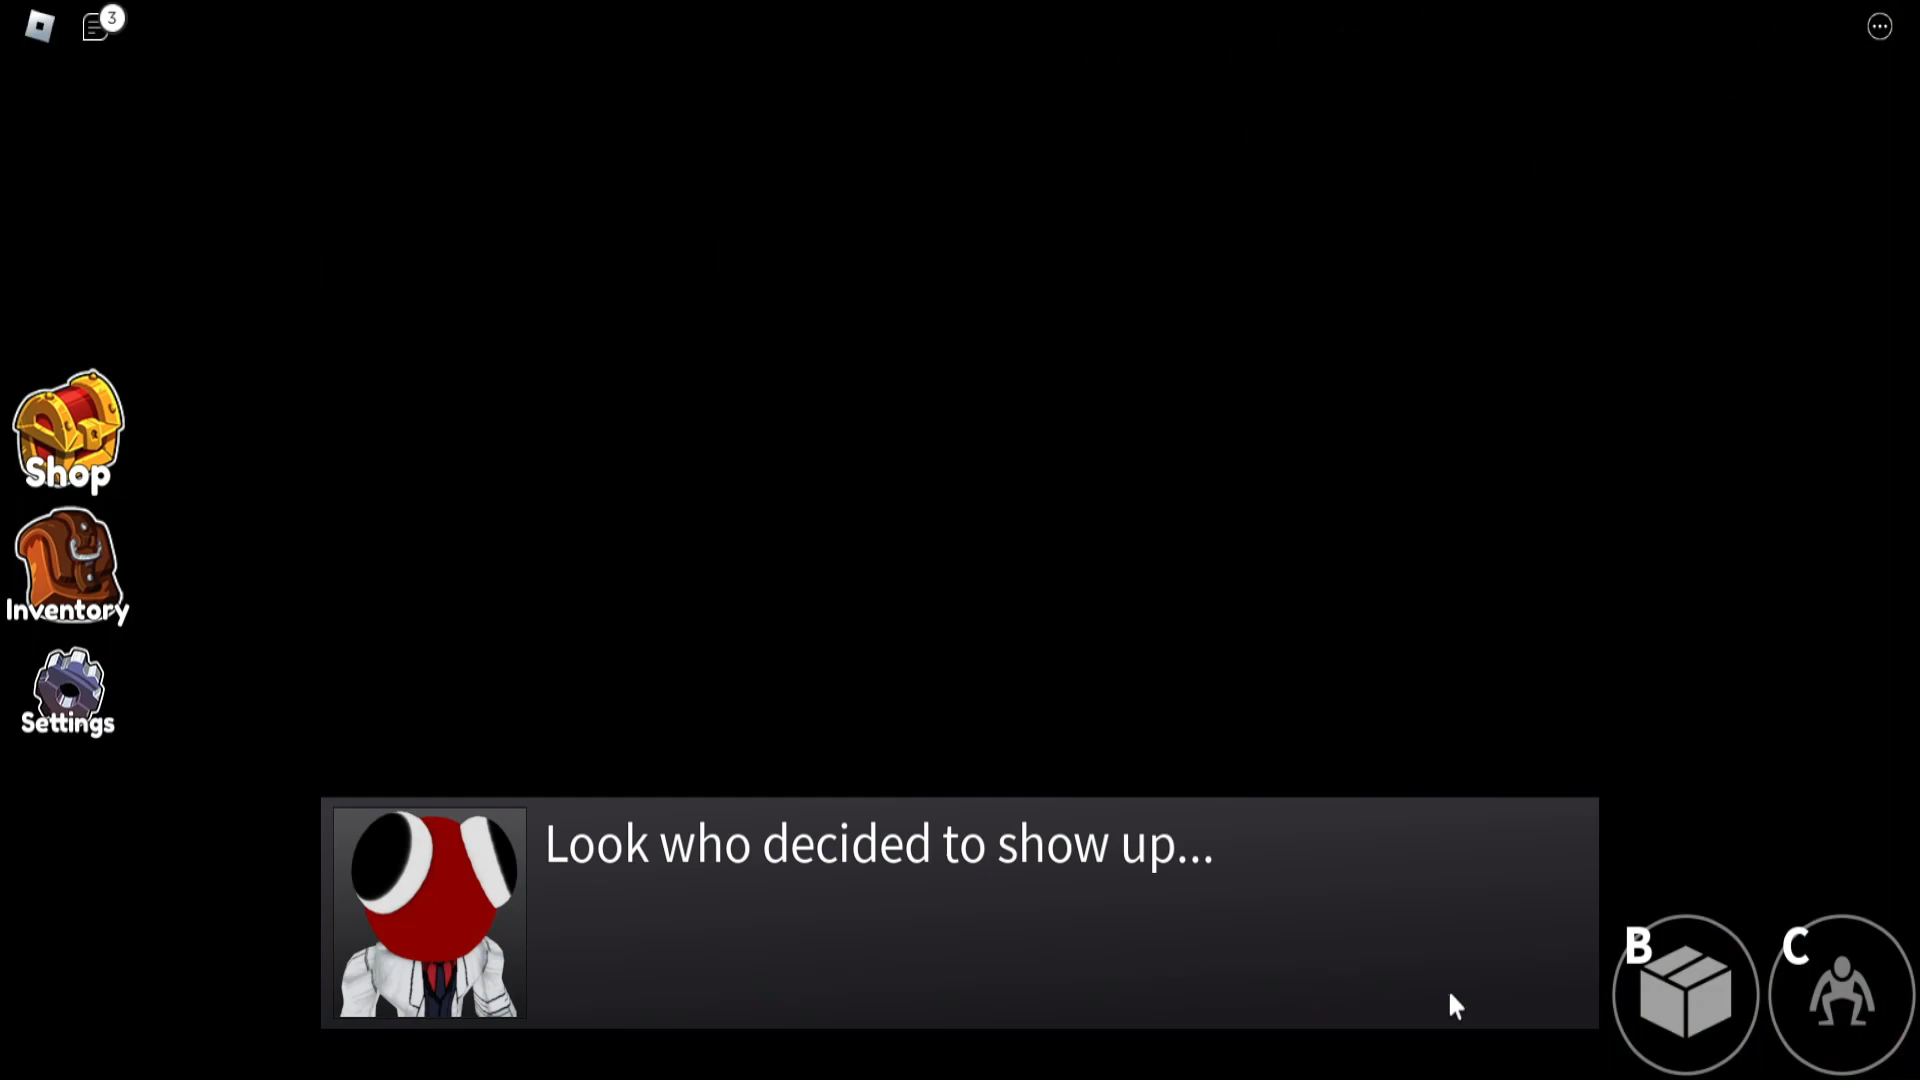 3
Shop
Inventory
Settings
Look who decided to show up...
B
C